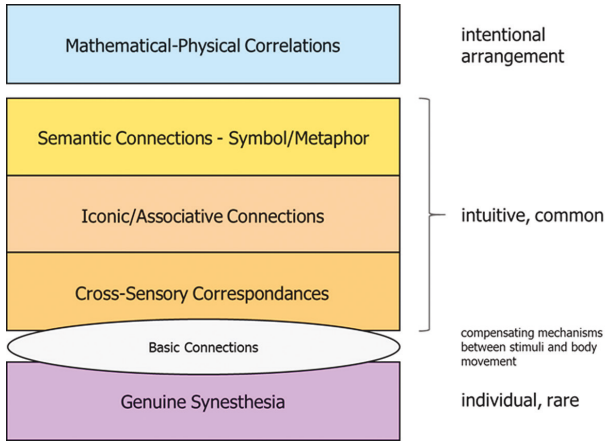 Mathematical-Physical Correlations
intentional
arrangement
Semantic Connections - Symbol/Metaphor
Iconic/Associative Connections
intuitive, common
Cross-Sensory Correspondances
Basic Connections
compensating mechanisms
between stimuli and body
movement
Genuine Synesthesia
individual, rare